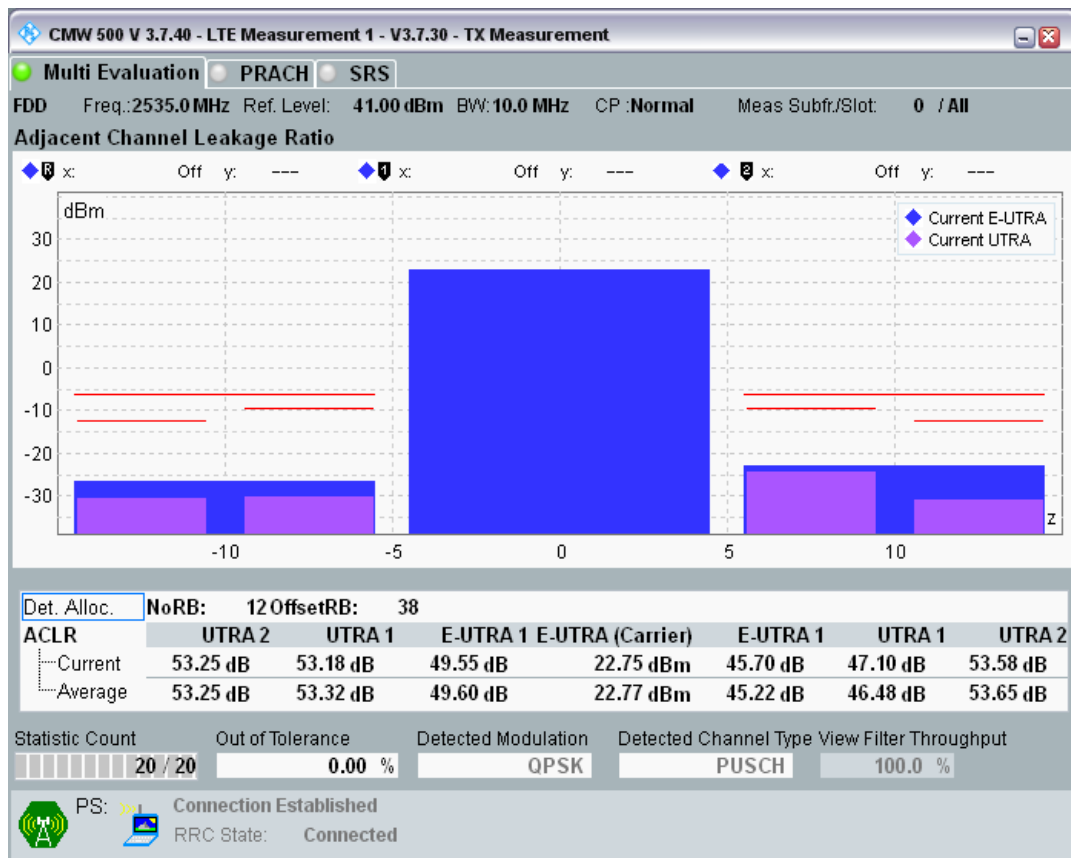 CMW 500 V 3.7.40 - LTE Measurement 1 - V3.7.30 - TX Measurement
Multi Evaluation PRACH SRS
FDD Freq.:2535.0 MHz Ref. Level: 41.00 dBm BW:10.0 MHz CP :Normal Meas Subfr./Slot: 0 / All
Adjacent Channel Leakage Ratio
R x: Off y: --- 1 x: Off y: --- 2 x: Off y: ---
dBm
Current E-UTRA
Current UTRA
30
20
10
0
-10
-20
-30
z
-10 -5 0 5 10
Det. Alloc. NoRB: 12 OffsetRB: 38
ACLR UTRA 2 UTRA 1 E-UTRA 1 E-UTRA (Carrier) E-UTRA 1 UTRA 1 UTRA 2
Current 53.25 dB 53.18 dB 49.55 dB 22.75 dBm 45.70 dB 47.10 dB 53.58 dB
Average 53.25 dB 53.32 dB 49.60 dB 22.77 dBm 45.22 dB 46.48 dB 53.65 dB
Statistic Count Out of Tolerance Detected Modulation Detected Channel Type View Filter Throughput
20 / 20 0.00 % QPSK PUSCH 100.0 %
PS: Connection Established
RRC State: Connected